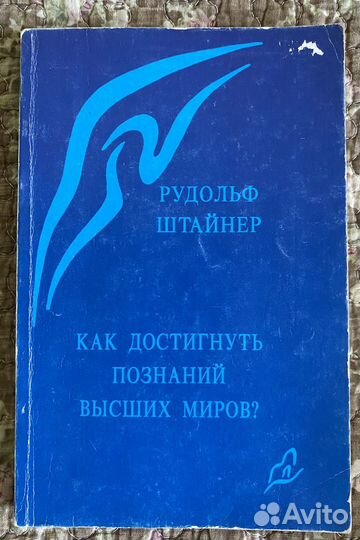 РУДОЛЬФ
ШТАЙНЕР
КАК ДОСТИГНУТЬ
ПОЗНАНИЙ
ВЫСШИХ МИРОВ?
Avito